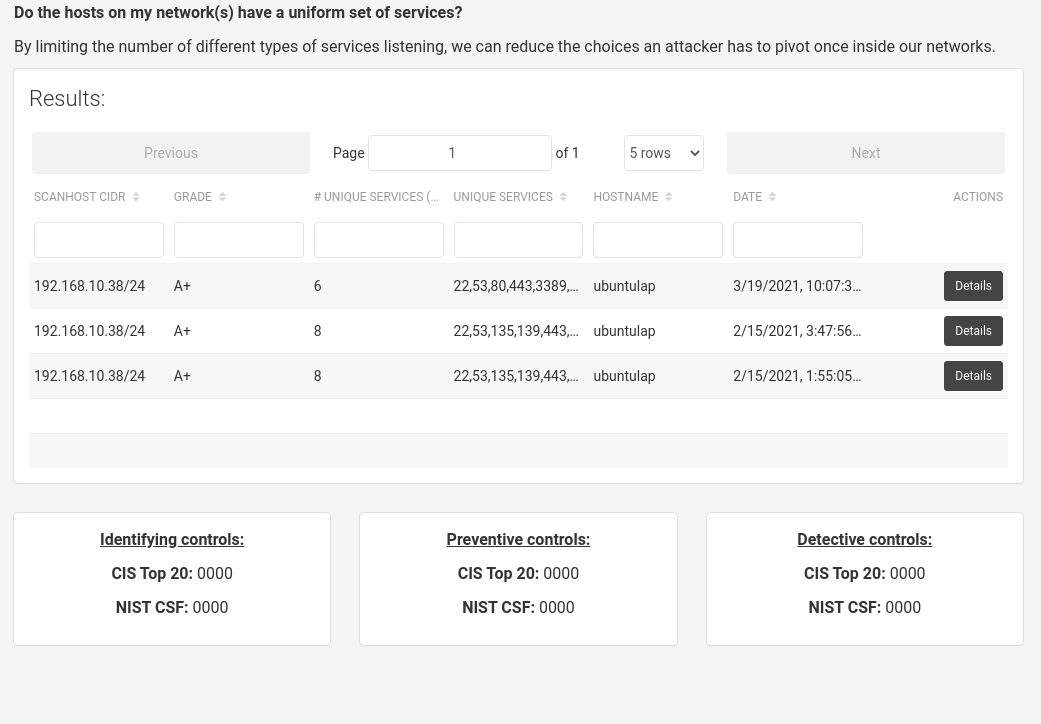 Do the hosts on my network(s) have a uniform set of services?
By limiting the number of different types of services listening, we can reduce the choices an attacker has to pivot once inside our networks.
Results:
Previous Page 1 of 1 5 rows Next
SCANHOST CIDR GRADE # UNIQUE SERVICES (... UNIQUE SERVICES HOSTNAME DATE ACTIONS
192.168.10.38/24 A+ 6 22,53,80,443,3389,... ubuntulap 3/19/2021, 10:07:3... Details
192.168.10.38/24 A+ 8 22,53,135,139,443,... ubuntulap 2/15/2021, 3:47:56... Details
192.168.10.38/24 A+ 8 22,53,135,139,443,... ubuntulap 2/15/2021, 1:55:05... Details
Identifying controls:
CIS Top 20: 0000
NIST CSF: 0000
Preventive controls:
CIS Top 20: 0000
NIST CSF: 0000
Detective controls:
CIS Top 20: 0000
NIST CSF: 0000